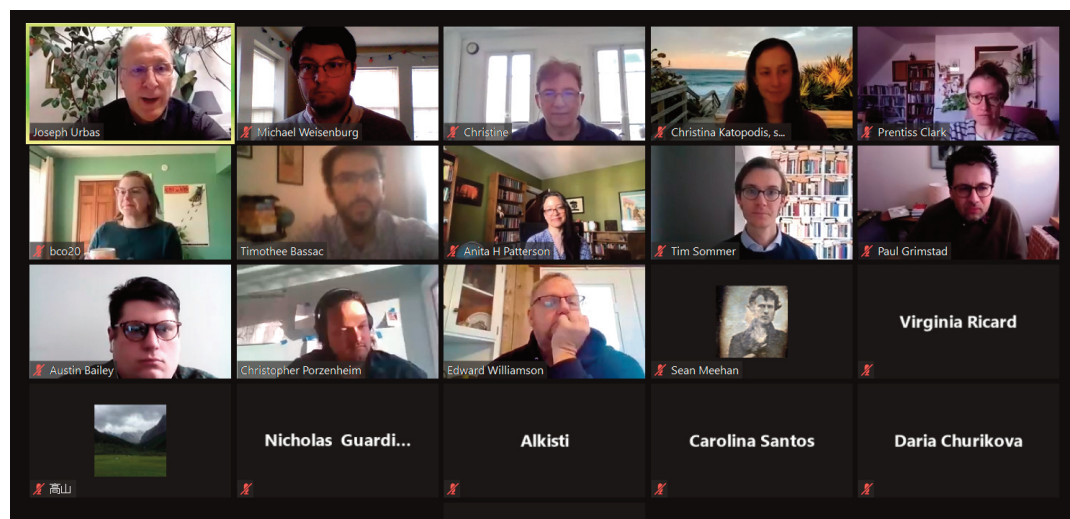 Joseph Urbas
Michael Weisenburg
Christine
Christina Katopodis, s...
Prentiss Clark
bco20
Timothee Bassac
Anita H Patterson
Tim Sommer
Paul Grimstad
Austin Bailey
Christopher Porzenheim
Edward Williamson
Sean Meehan
Virginia Ricard
高山
Nicholas Guardi...
Alkisti
Carolina Santos
Daria Churikova